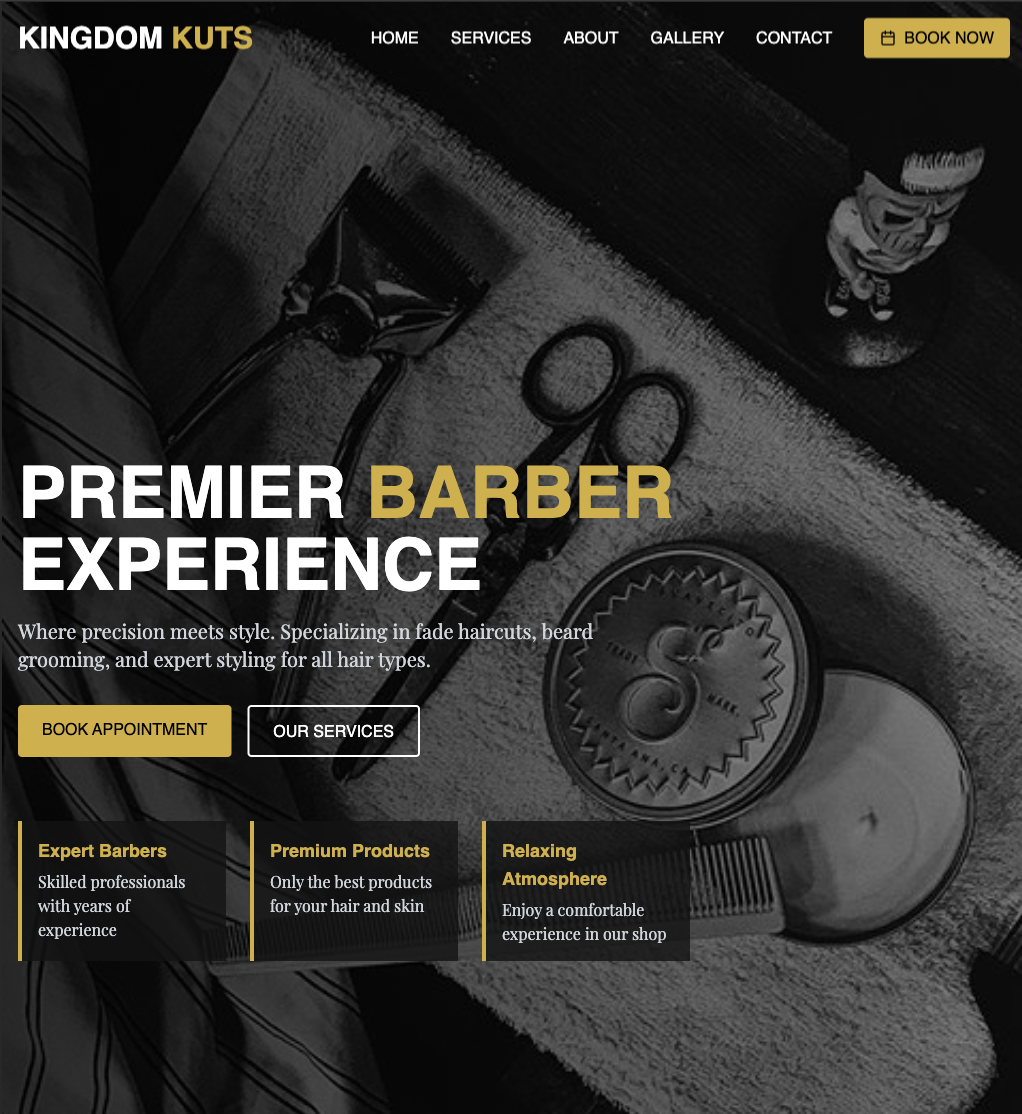 KINGDOM KUTS
HOME SERVICES ABOUT GALLERY CONTACT BOOK NOW
PREMIER BARBER
EXPERIENCE
Where precision meets style. Specializing in fade haircuts, beard
grooming, and expert styling for all hair types.
BOOK APPOINTMENT OUR SERVICES
TRADE
MARK
Expert Barbers
Skilled professionals
with years of
experience
Premium Products
Only the best products
for your hair and skin
Relaxing
Atmosphere
Enjoy a comfortable
experience in our shop